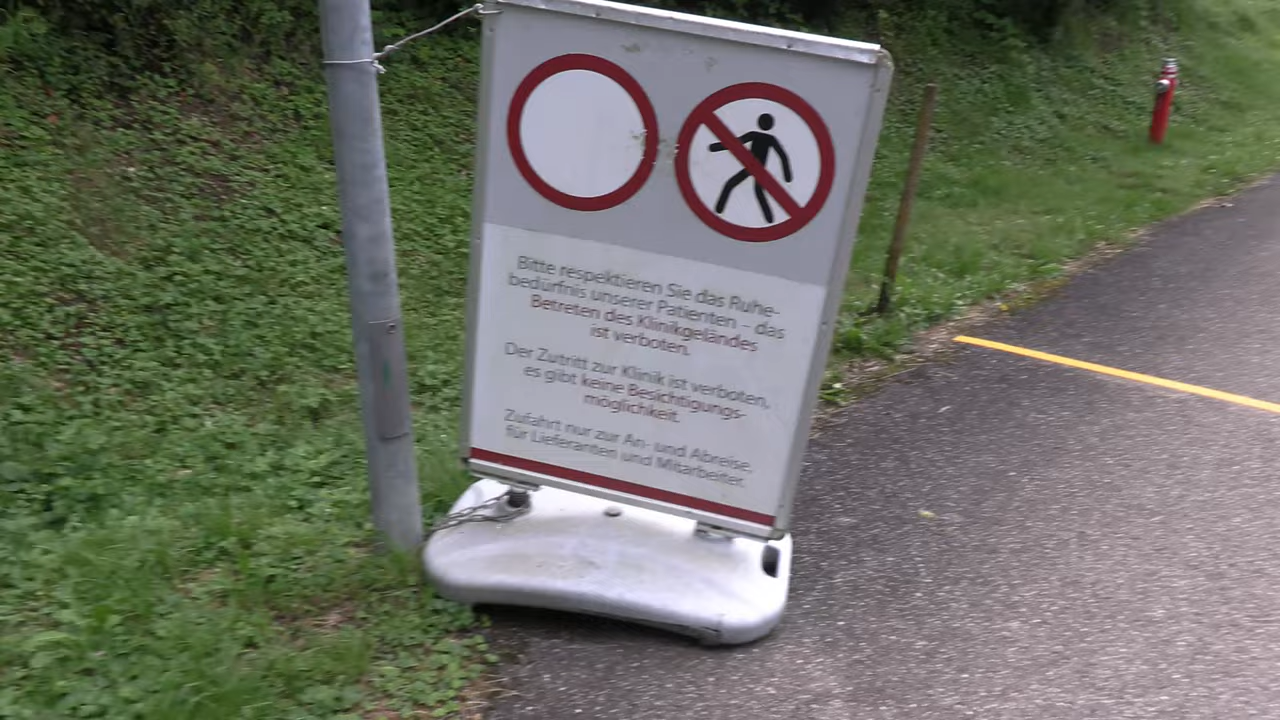 Bitte respektieren Sie das Ruhe-
bedürfnis unserer Patienten – das
Betreten des Klinikgeländes
ist verboten.
Der Zutritt zur Klinik ist verboten,
es gibt keine Besichtigungs-
möglichkeit.
Zufahrt nur zur An- und Abreise,
für Lieferanten und Mitarbeiter.